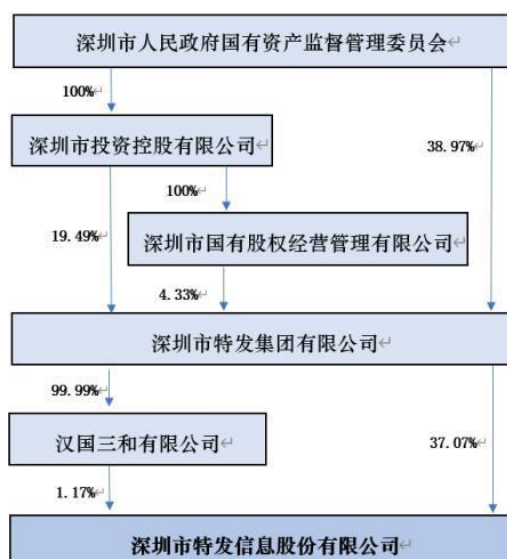 深圳市人民政府国有资产监督管理委员会↵
100%
深圳市投资控股有限公司↵
38.97%
100%
19.49%
深圳市国有股权经营管理有限公司↵
4.33%
深圳市特发集团有限公司↵
99.99%
汉国三和有限公司↵
37.07%
1.17%
深圳市特发信息股份有限公司↵